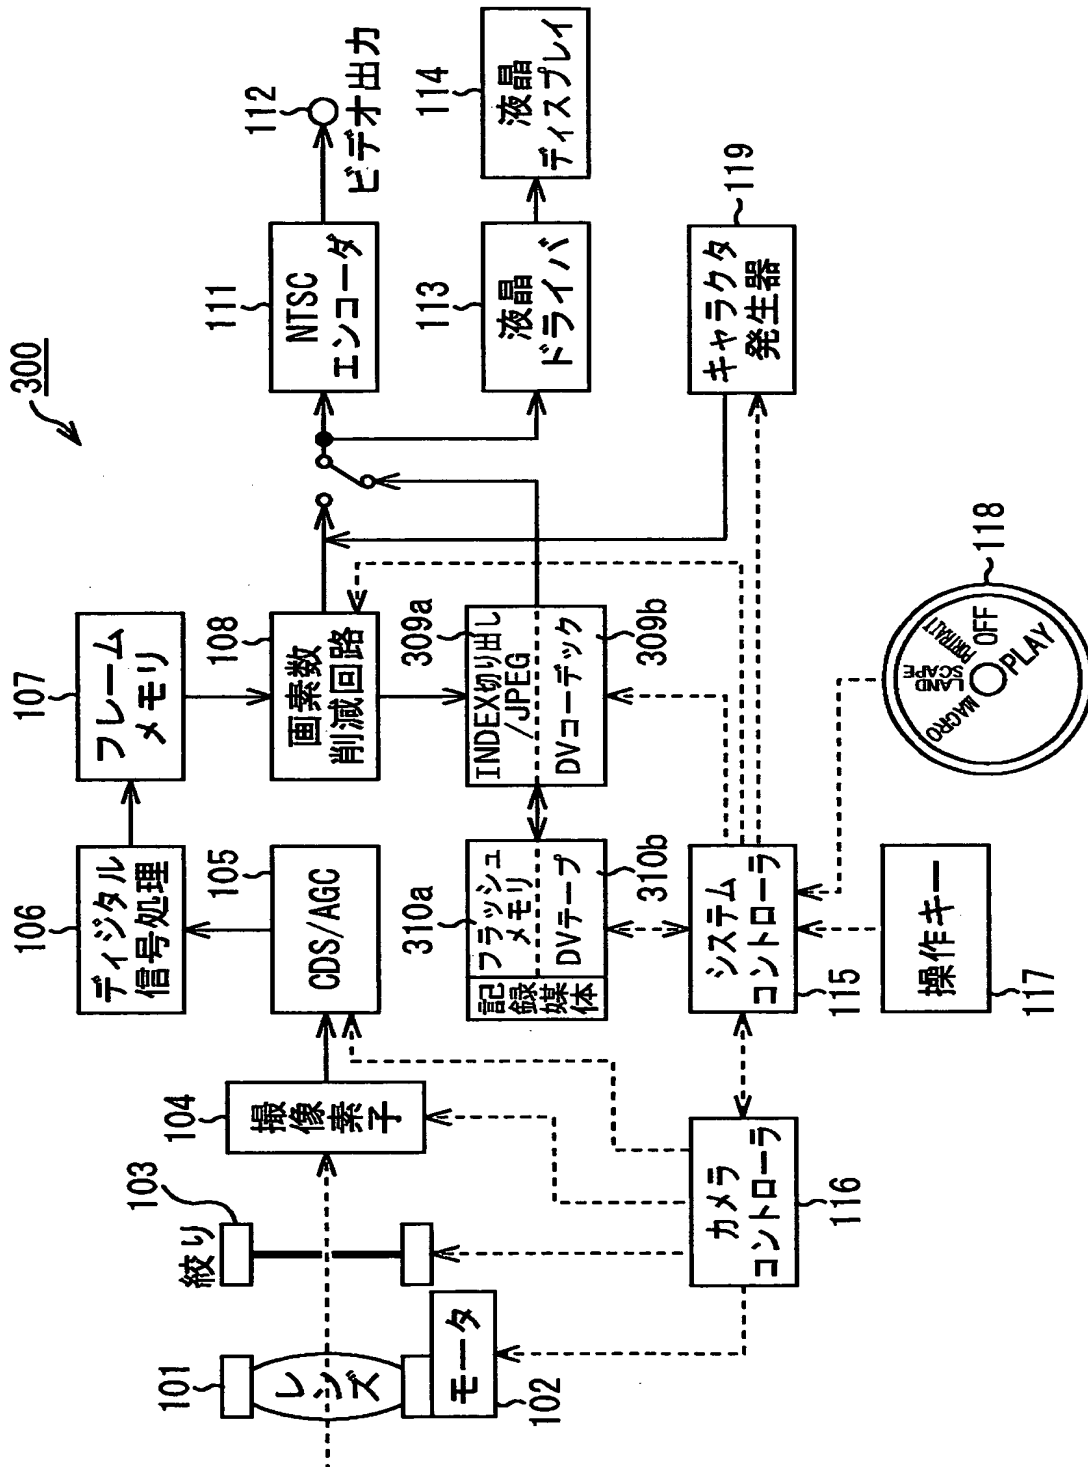 300
101
レンズ
102
モータ
絞り
103
104
撮像素子
105
CDS/AGC
106
ディジタル
信号処理
107
フレーム
メモリ
108
画素数
削減回路
111
NTSC
エンコーダ
112
ビデオ出力
113
液晶
ドライバ
114
液晶
ディスプレイ
309a
INDEX切り出し
/JPEG
DVコーデック
309b
310a
フラッシュ
メモリ
DVテープ
310b
記録媒体
119
キャラクタ
発生器
システム
コントローラ
115
カメラ
コントローラ
116
操作キー
117
118
MACRO
LAND
SCAPE
PORTRAIT
OFF
PLAY